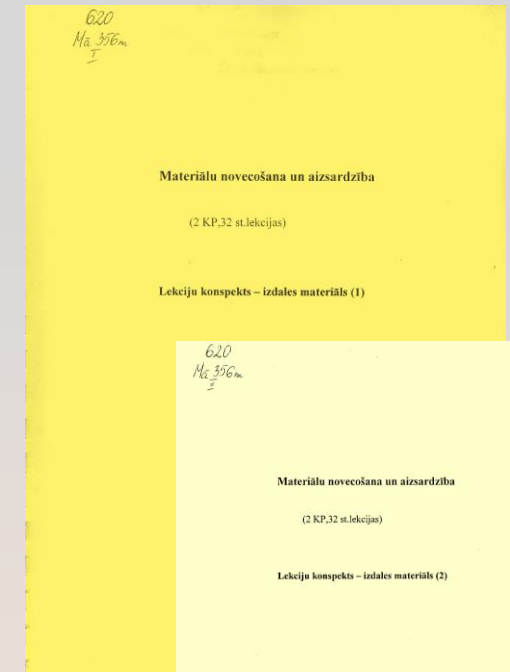 620
Mā 356m
I
Materiālu novecošana un aizsardzība
(2 KP,32 st.lekcijas)
Lekciju konspekts – izdales materiāls (1)
620
Mā 356m
II
Materiālu novecošana un aizsardzība
(2 KP,32 st.lekcijas)
Lekciju konspekts – izdales materiāls (2)